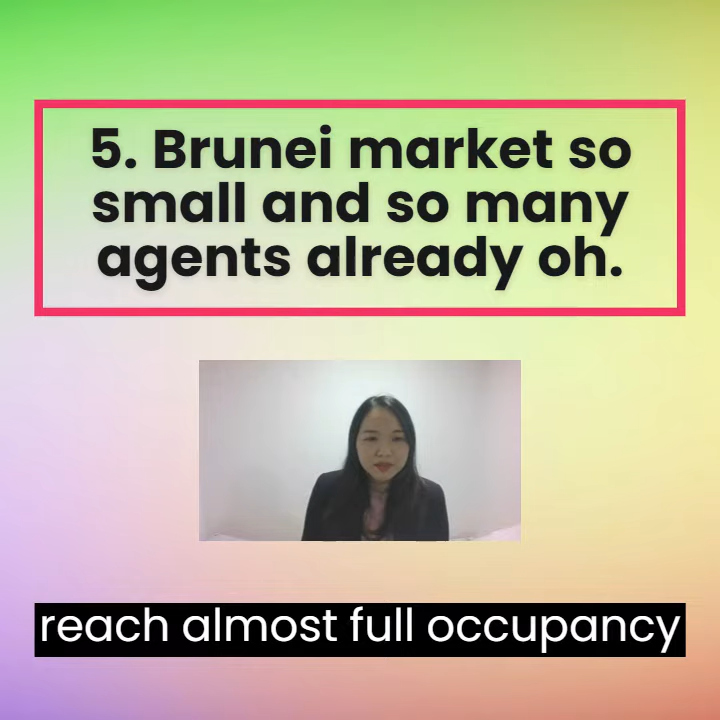 5. Brunei market so
small and so many
agents already oh.
reach almost full occupancy